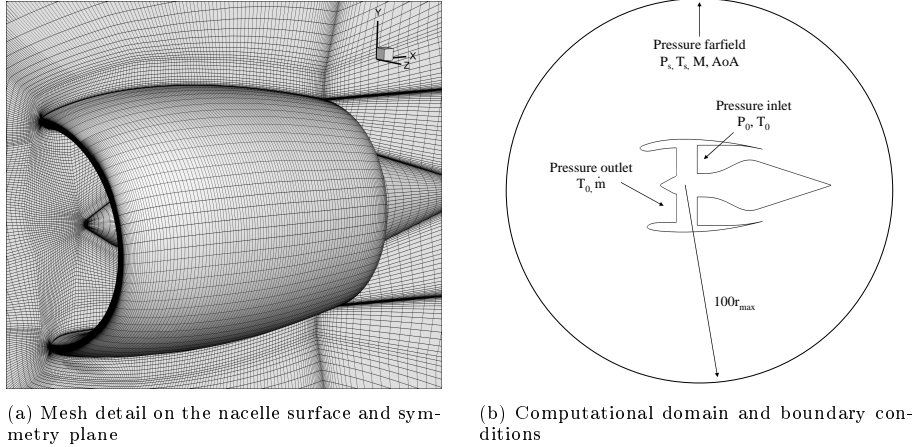 Y
X
Z
(a) Mesh detail on the nacelle surface and sym-
metry plane
Pressure farfield
Ps, Ts, M, AoA
Pressure inlet
P0, T0
Pressure outlet
T0, ṁ
100rmax
(b) Computational domain and boundary con-
ditions